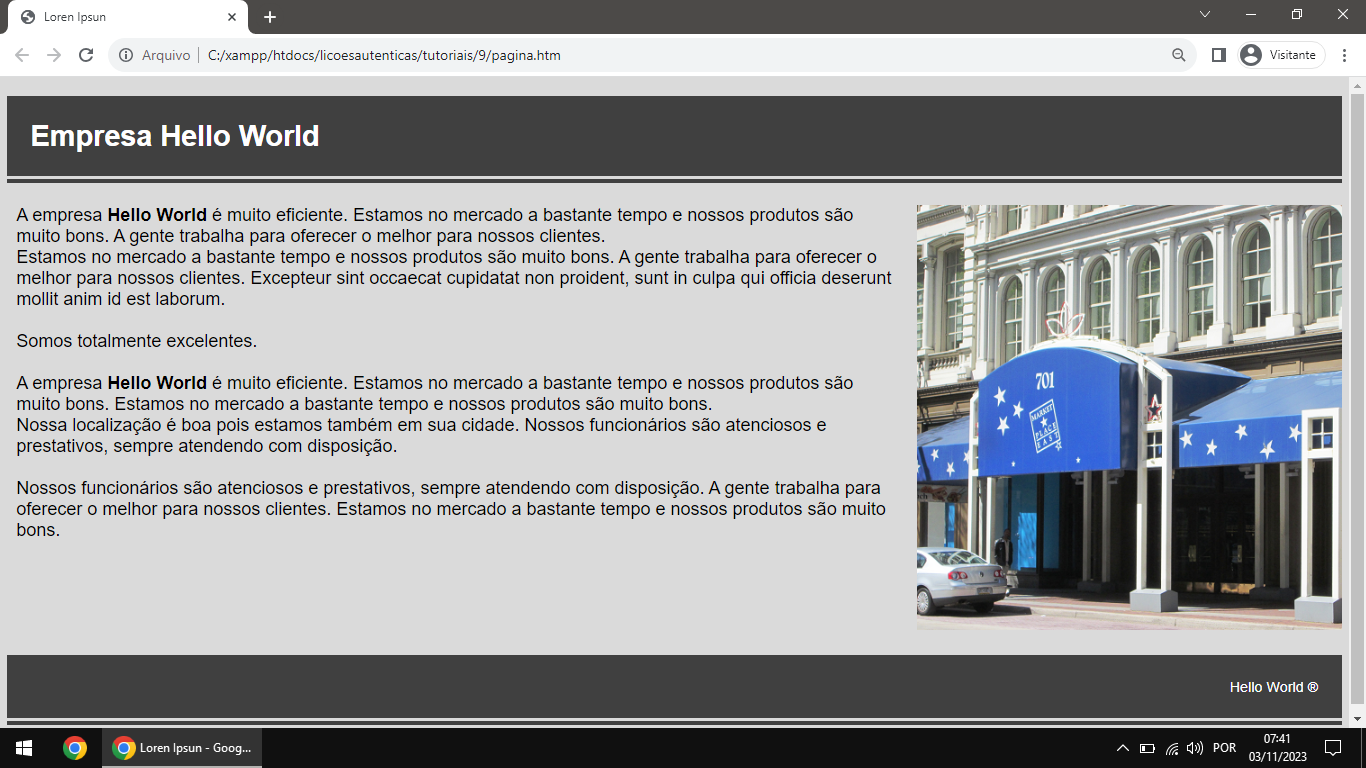 Loren Ipsun
Arquivo
C:/xampp/htdocs/licoesautenticas/tutoriais/9/pagina.htm
Visitante
Empresa Hello World
A empresa Hello World é muito eficiente. Estamos no mercado a bastante tempo e nossos produtos são
muito bons. A gente trabalha para oferecer o melhor para nossos clientes.
Estamos no mercado a bastante tempo e nossos produtos são muito bons. A gente trabalha para oferecer o
melhor para nossos clientes. Excepteur sint occaecat cupidatat non proident, sunt in culpa qui officia deserunt
mollit anim id est laborum.
Somos totalmente excelentes.
A empresa Hello World é muito eficiente. Estamos no mercado a bastante tempo e nossos produtos são
muito bons. Estamos no mercado a bastante tempo e nossos produtos são muito bons.
Nossa localização é boa pois estamos também em sua cidade. Nossos funcionários são atenciosos e
prestativos, sempre atendendo com disposição.
Nossos funcionários são atenciosos e prestativos, sempre atendendo com disposição. A gente trabalha para
oferecer o melhor para nossos clientes. Estamos no mercado a bastante tempo e nossos produtos são muito
bons.
701
MARKET
PLACE
EAST
Hello World ®
Loren Ipsun - Goog...
POR
07:41
03/11/2023